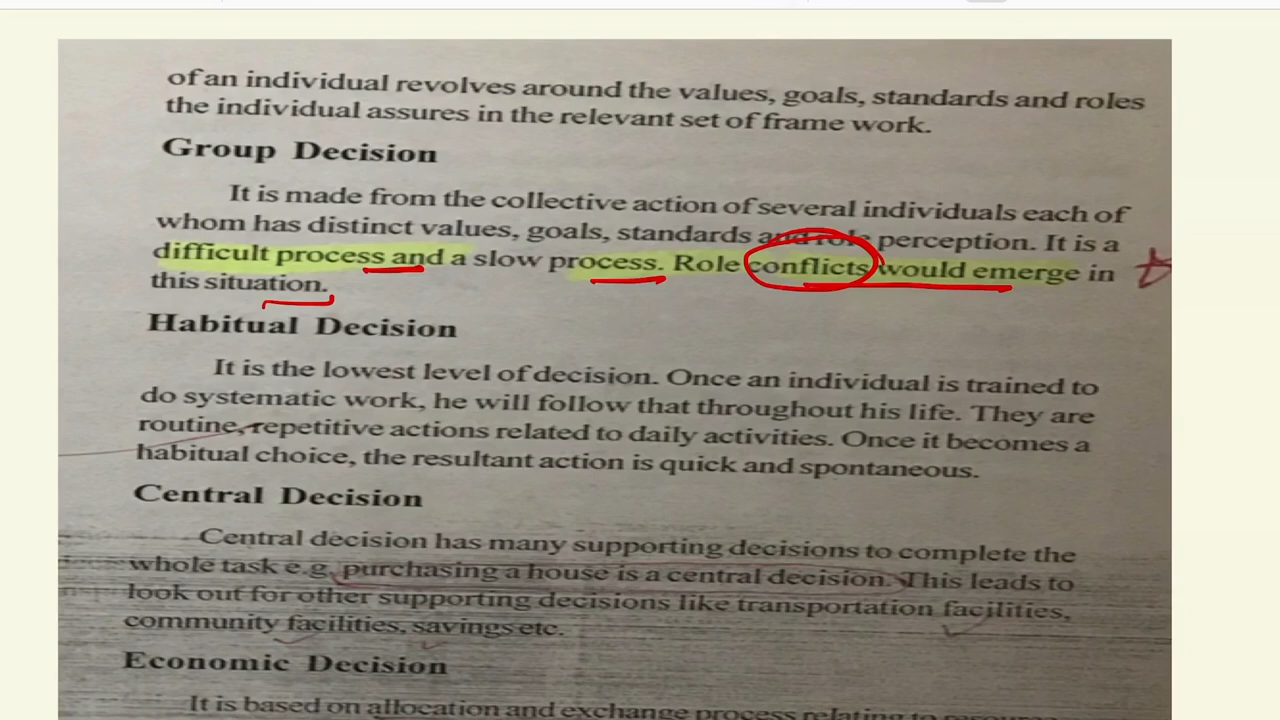 of an individual revolves around the values, goals, standards and roles
the individual assures in the relevant set of frame work.
Group Decision
It is made from the collective action of several individuals each of
whom has distinct values, goals, standards and role perception. It is a
difficult process and a slow process. Role conflicts would emerge in
this situation.
Habitual Decision
It is the lowest level of decision. Once an individual is trained to
do systematic work, he will follow that throughout his life. They are
routine, repetitive actions related to daily activities. Once it becomes a
habitual choice, the resultant action is quick and spontaneous.
Central Decision
Central decision has many supporting decisions to complete the
whole task e.g. purchasing a house is a central decision. This leads to
look out for other supporting decisions like transportation facilities,
community facilities, savings etc.
Economic Decision
It is based on allocation and exchange process relating to